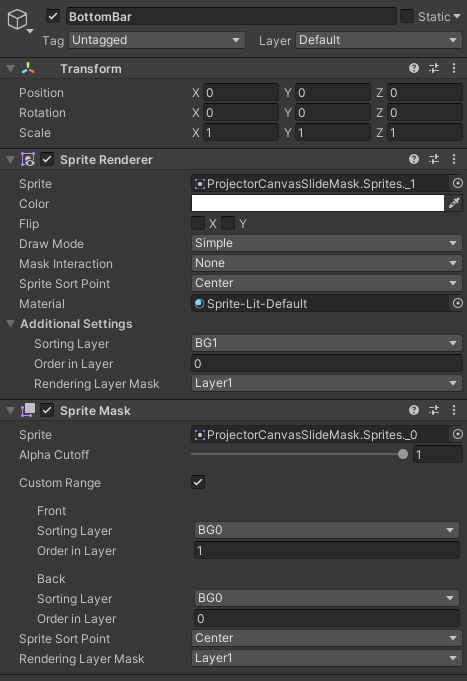 BottomBar Static
Tag Untagged Layer Default
Transform
Position X 0 Y 0 Z 0
Rotation X 0 Y 0 Z 0
Scale X 1 Y 1 Z 1
Sprite Renderer
Sprite ProjectorCanvasSlideMask.Sprites._1
Color
Flip X Y
Draw Mode Simple
Mask Interaction None
Sprite Sort Point Center
Material Sprite-Lit-Default
Additional Settings
Sorting Layer BG1
Order in Layer 0
Rendering Layer Mask Layer1
Sprite Mask
Sprite ProjectorCanvasSlideMask.Sprites._0
Alpha Cutoff 1
Custom Range
Front
Sorting Layer BG0
Order in Layer 1
Back
Sorting Layer BG0
Order in Layer 0
Sprite Sort Point Center
Rendering Layer Mask Layer1